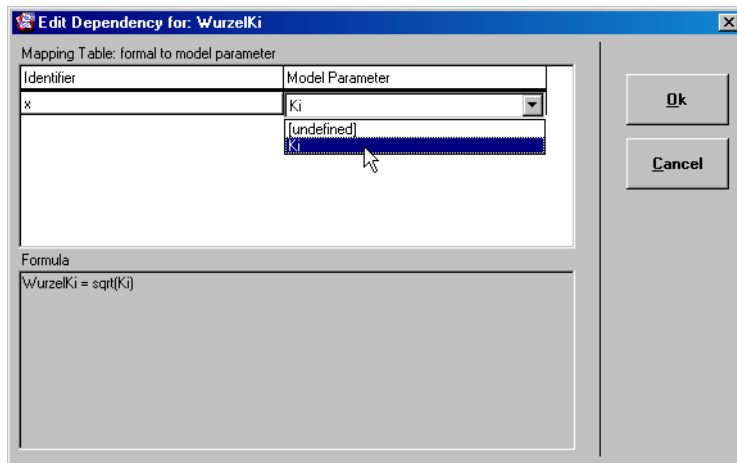 Edit Dependency for: WurzelKi
Mapping Table: formal to model parameter
Identifier Model Parameter
x Ki
[undefined]
Ki
Ok
Cancel
Formula
WurzelKi = sqrt(Ki)